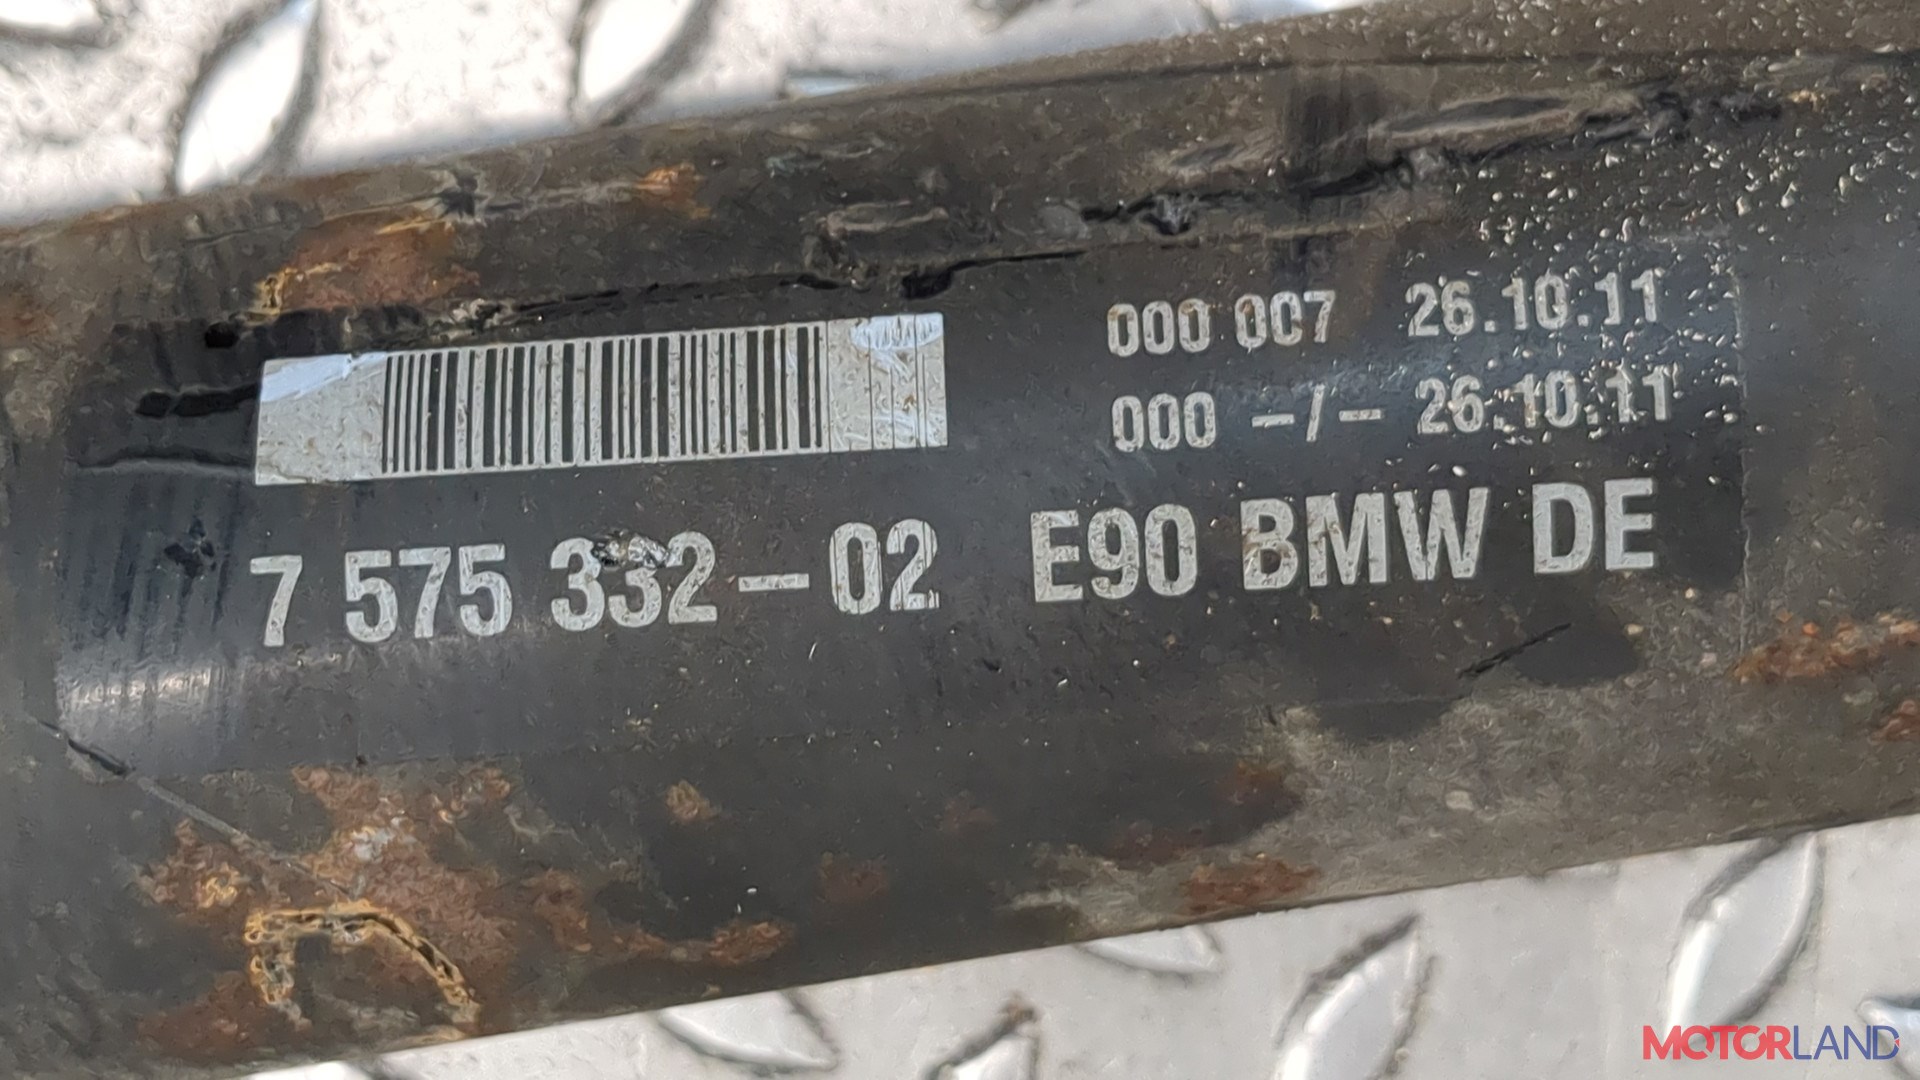 000 007 26.10.11
000 -/- 26.10.11
7 575 332-02 E90 BMW DE
MOTORLAND